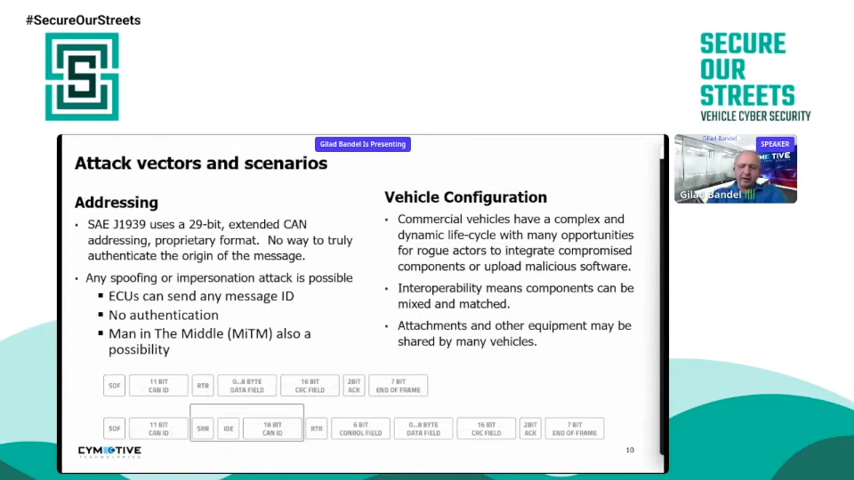 #SecureOurStreets
SECURE
OUR
STREETS
VEHICLE CYBER SECURITY
Gilad Bandel Is Presenting
SPEAKER
Gilad Bandel
Gilad Bandel
Attack vectors and scenarios
Addressing
• SAE J1939 uses a 29-bit, extended CAN
addressing, proprietary format. No way to truly
authenticate the origin of the message.
• Any spoofing or impersonation attack is possible
▪ ECUs can send any message ID
▪ No authentication
▪ Man in The Middle (MiTM) also a
possibility
Vehicle Configuration
• Commercial vehicles have a complex and
dynamic life-cycle with many opportunities
for rogue actors to integrate compromised
components or upload malicious software.
• Interoperability means components can be
mixed and matched.
• Attachments and other equipment may be
shared by many vehicles.
SOF 11 BIT CAN ID RTR 0...8 BYTE DATA FIELD 16 BIT CRC FIELD 2BIT ACK 7 BIT END OF FRAME
SOF 11 BIT CAN ID SRR IDE 18 BIT CAN ID RTR 6 BIT CONROL FIELD 0...8 BYTE DATA FIELD 16 BIT CRC FIELD 2BIT ACK 7 BIT END OF FRAME
CYMOTIVE
TECHNOLOGIES
10